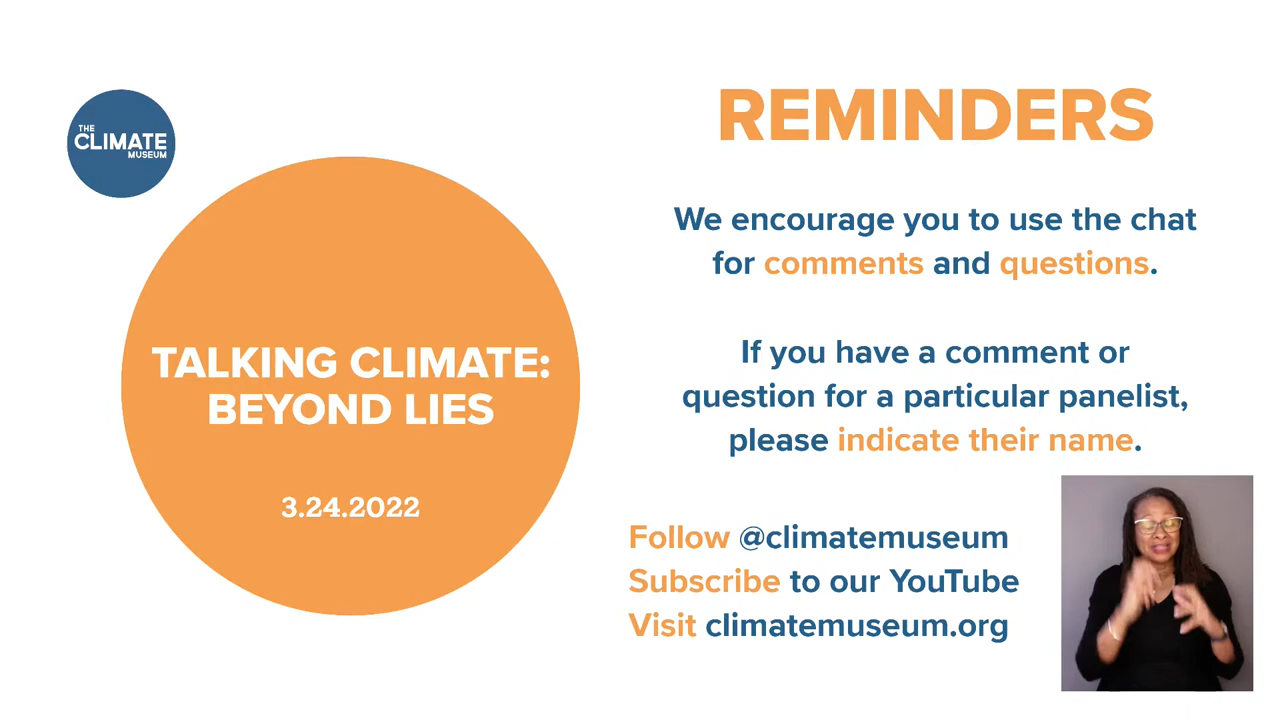 THE
CLIMATE
MUSEUM
TALKING CLIMATE:
BEYOND LIES
3.24.2022
REMINDERS
We encourage you to use the chat
for comments and questions.
If you have a comment or
question for a particular panelist,
please indicate their name.
Follow @climatemuseum
Subscribe to our YouTube
Visit climatemuseum.org